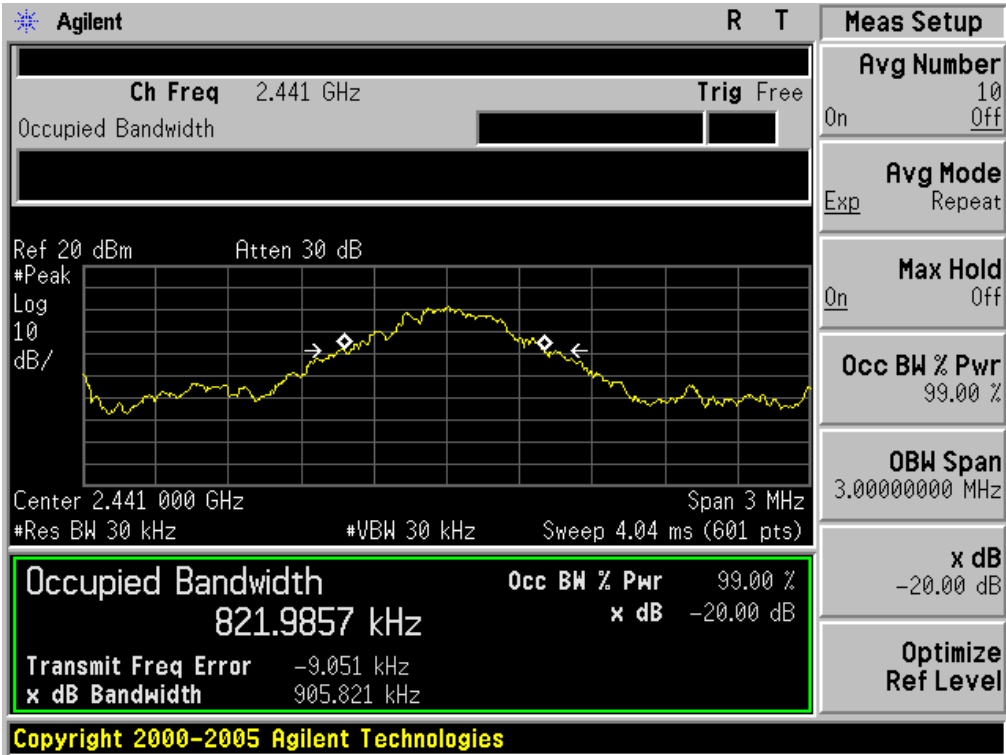 Agilent R T
Ch Freq 2.441 GHz Trig Free
Occupied Bandwidth
Ref 20 dBm Atten 30 dB
#Peak
Log
10
dB/
Center 2.441 000 GHz Span 3 MHz
#Res BW 30 kHz #VBW 30 kHz Sweep 4.04 ms (601 pts)
Occupied Bandwidth Occ BW % Pwr 99.00 %
821.9857 kHz x dB -20.00 dB
Transmit Freq Error -9.051 kHz
x dB Bandwidth 905.821 kHz
Copyright 2000-2005 Agilent Technologies
Meas Setup
Avg Number
10
On Off
Avg Mode
Exp Repeat
Max Hold
On Off
Occ BW % Pwr
99.00 %
OBW Span
3.00000000 MHz
x dB
-20.00 dB
Optimize
Ref Level